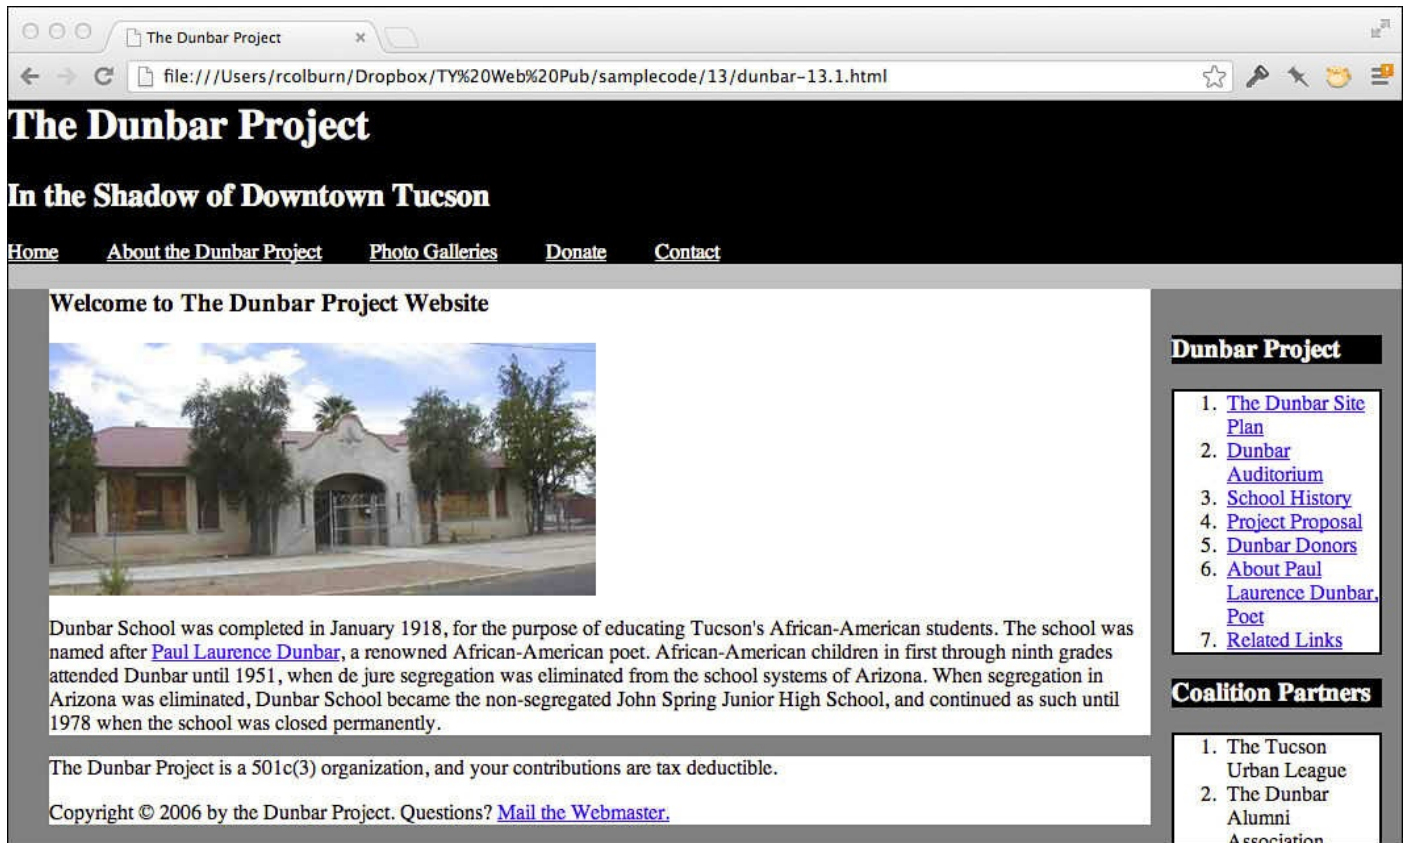 The Dunbar Project
file:///Users/rcolburn/Dropbox/TY%20Web%20Pub/samplecode/13/dunbar-13.1.html
The Dunbar Project
In the Shadow of Downtown Tucson
Home About the Dunbar Project Photo Galleries Donate Contact
Welcome to The Dunbar Project Website
Dunbar School was completed in January 1918, for the purpose of educating Tucson's African-American students. The school was
named after Paul Laurence Dunbar, a renowned African-American poet. African-American children in first through ninth grades
attended Dunbar until 1951, when de jure segregation was eliminated from the school systems of Arizona. When segregation in
Arizona was eliminated, Dunbar School became the non-segregated John Spring Junior High School, and continued as such until
1978 when the school was closed permanently.
The Dunbar Project is a 501c(3) organization, and your contributions are tax deductible.
Copyright © 2006 by the Dunbar Project. Questions? Mail the Webmaster.
Dunbar Project
1. The Dunbar Site
Plan
2. Dunbar
Auditorium
3. School History
4. Project Proposal
5. Dunbar Donors
6. About Paul
Laurence Dunbar,
Poet
7. Related Links
Coalition Partners
1. The Tucson
Urban League
2. The Dunbar
Alumni
Association